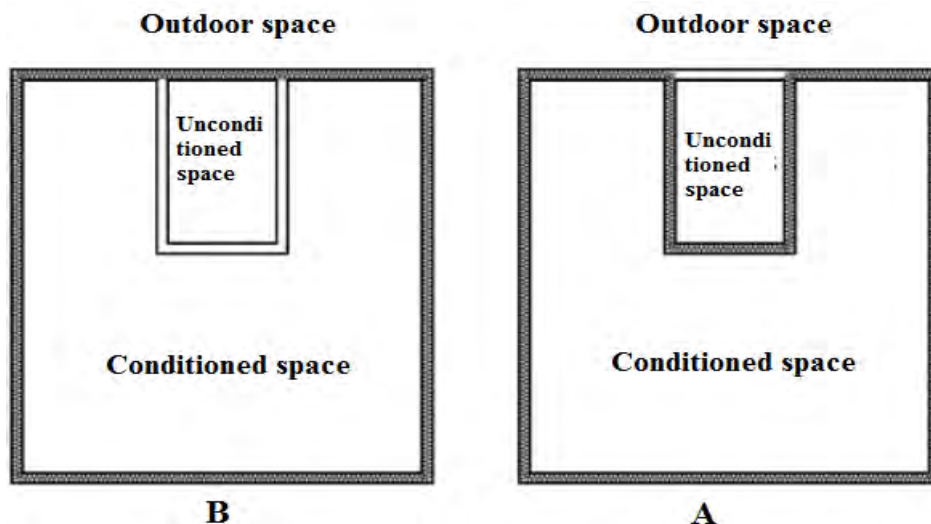 Outdoor space
Outdoor space
Uncondi
tioned
space
Uncondi
tioned
space
Conditioned space
Conditioned space
B
A